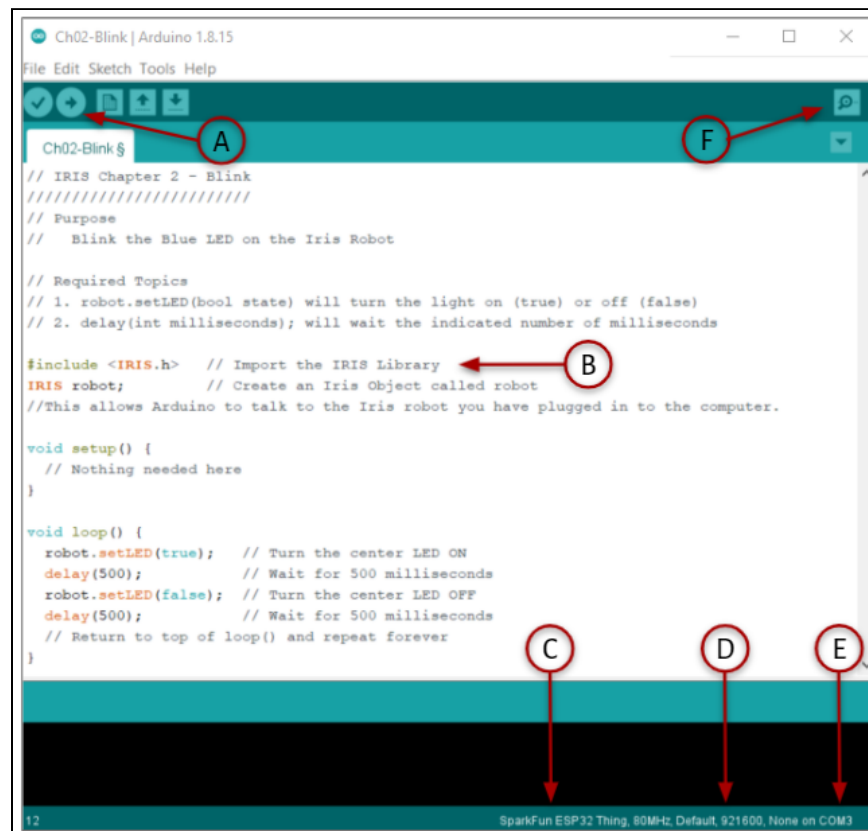 Ch02-Blink | Arduino 1.8.15
File Edit Sketch Tools Help
A
F
Ch02-Blink §
// IRIS Chapter 2 - Blink
/////////////////////////
// Purpose
//   Blink the Blue LED on the Iris Robot
// Required Topics
// 1. robot.setLED(bool state) will turn the light on (true) or off (false)
// 2. delay(int milliseconds); will wait the indicated number of milliseconds
#include <IRIS.h>   // Import the IRIS Library
B
IRIS robot;         // Create an Iris Object called robot
//This allows Arduino to talk to the Iris robot you have plugged in to the computer.
void setup() {
  // Nothing needed here
}
void loop() {
  robot.setLED(true);   // Turn the center LED ON
  delay(500);           // Wait for 500 milliseconds
  robot.setLED(false);  // Turn the center LED OFF
  delay(500);           // Wait for 500 milliseconds
  // Return to top of loop() and repeat forever
}
C
D
E
12
SparkFun ESP32 Thing, 80MHz, Default, 921600, None on COM3